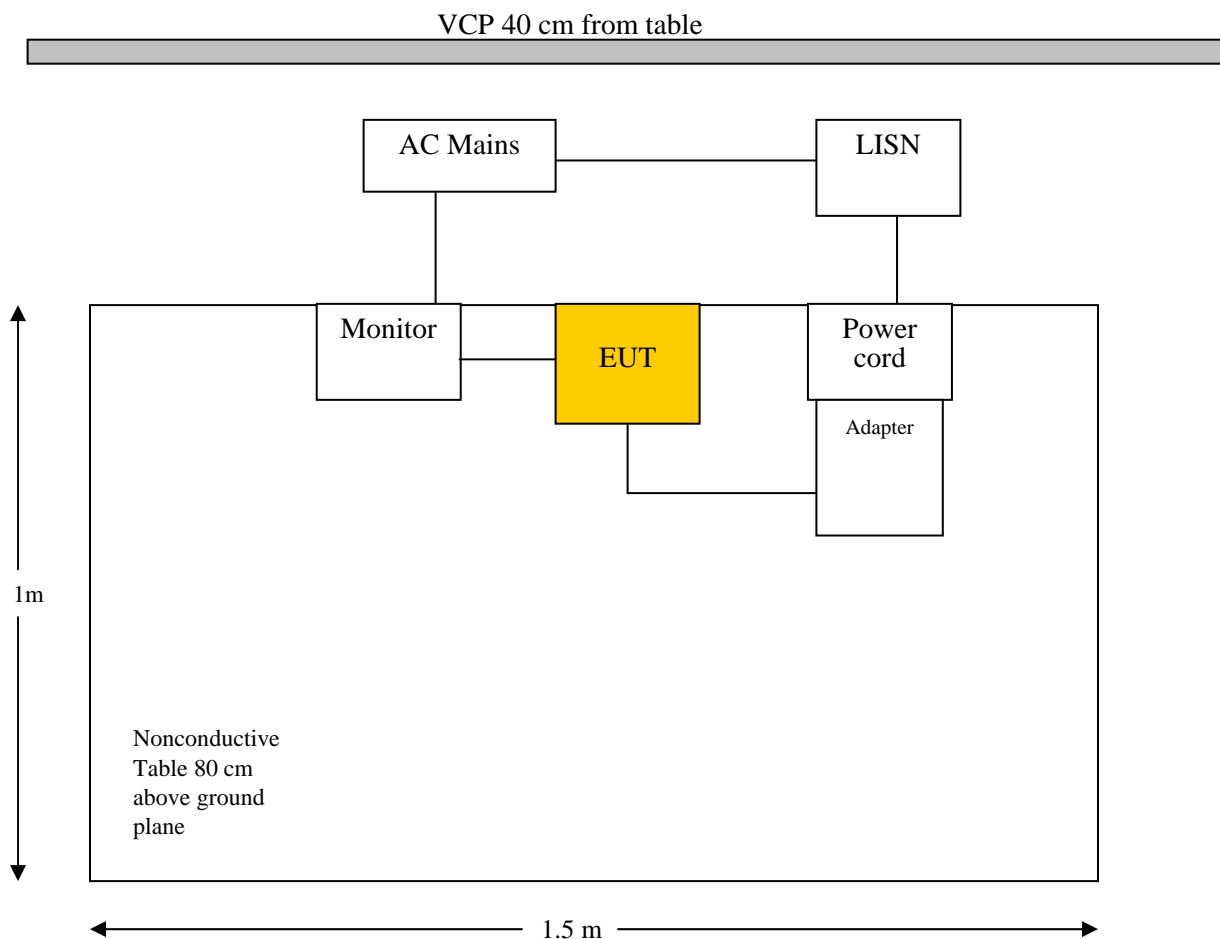 VCP 40 cm from table
AC Mains
LISN
Monitor
EUT
Power
cord
Adapter
1m
Nonconductive
Table 80 cm
above ground
plane
1.5 m